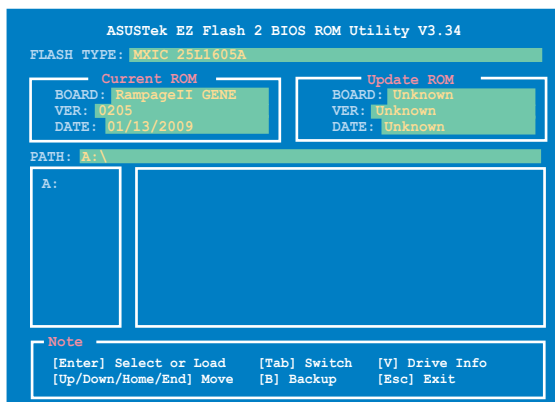 ASUSTek EZ Flash 2 BIOS ROM Utility V3.34
FLASH TYPE: MXIC 25L1605A
Current ROM
BOARD: RampageII GENE
VER: 0205
DATE: 01/13/2009
Update ROM
BOARD: Unknown
VER: Unknown
DATE: Unknown
PATH: A:\
A:
Note
[Enter] Select or Load [Tab] Switch [V] Drive Info
[Up/Down/Home/End] Move [B] Backup [Esc] Exit